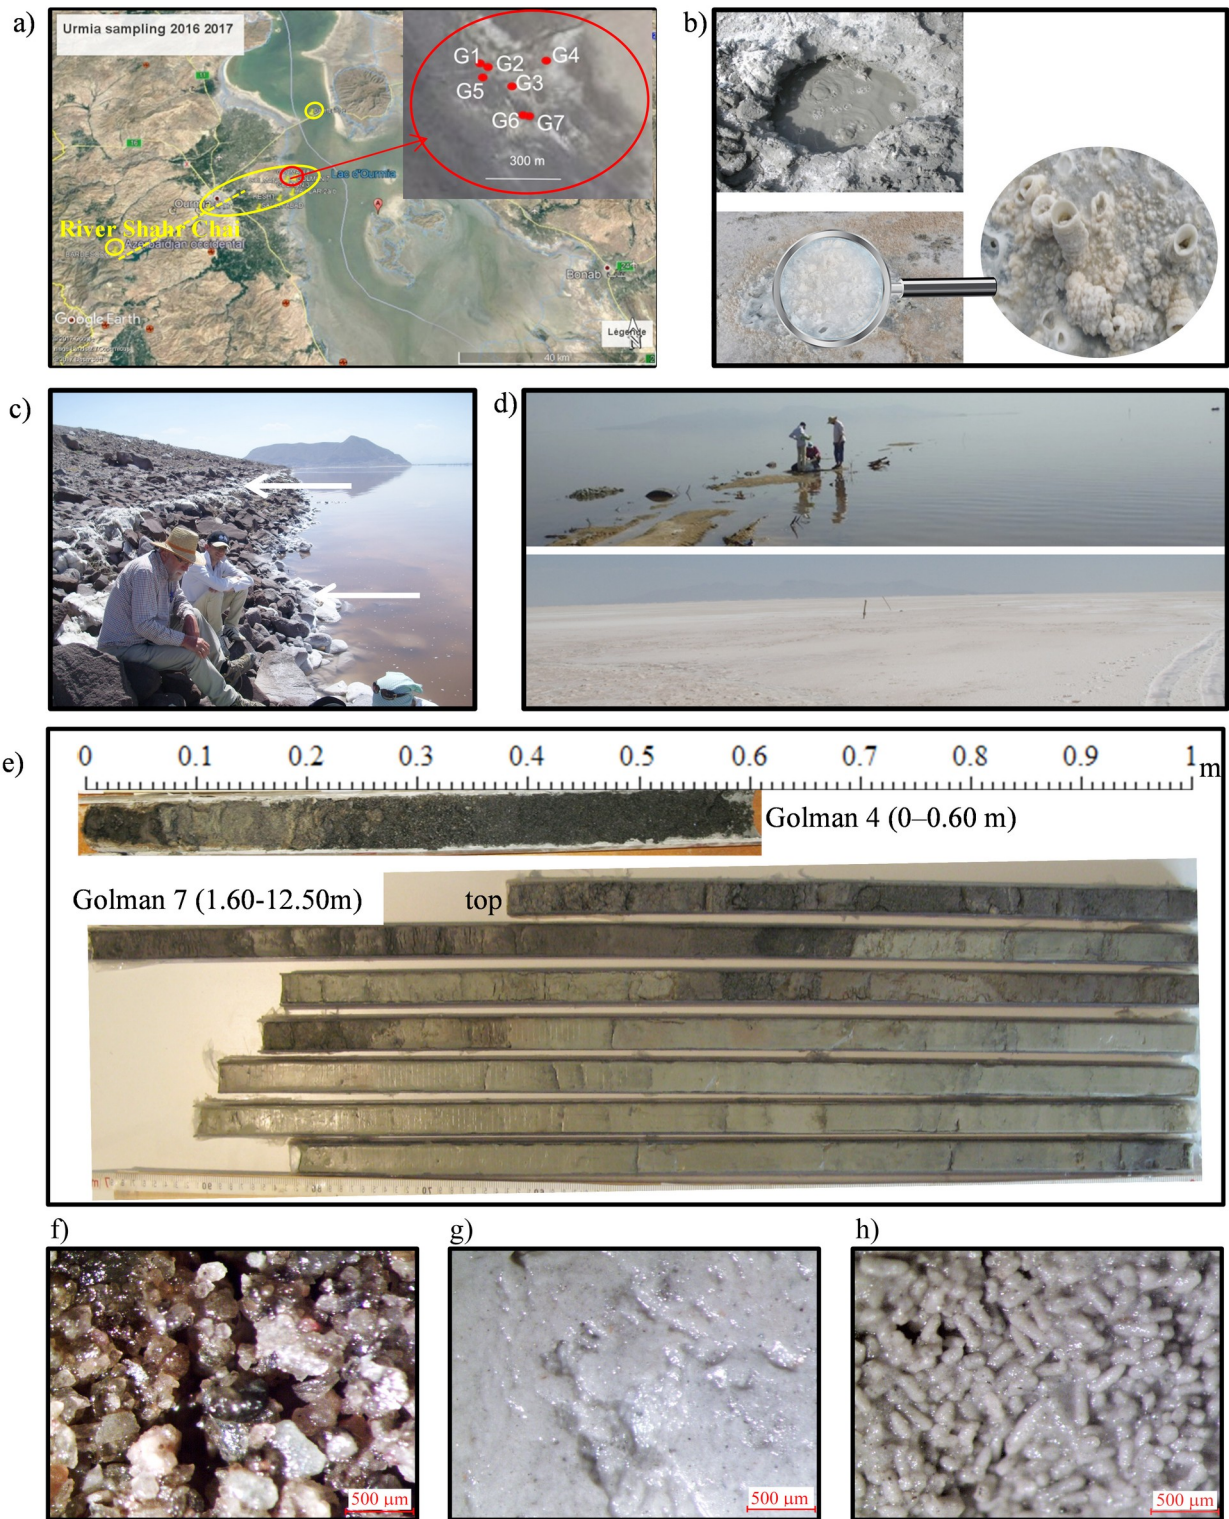 a)
Urmia sampling 2016 2017
G1
G2
G4
G5
G3
G6
G7
300 m
Lac d'Ourmia
River Shahr Chai
Azerbaïdjan occidental
Bonab
Google Earth
Légende
N
40 km
b)
c)
d)
e)
0 0.1 0.2 0.3 0.4 0.5 0.6 0.7 0.8 0.9 1 m
Golman 4 (0–0.60 m)
Golman 7 (1.60-12.50m)
top
f)
g)
h)
500 µm
500 µm
500 µm